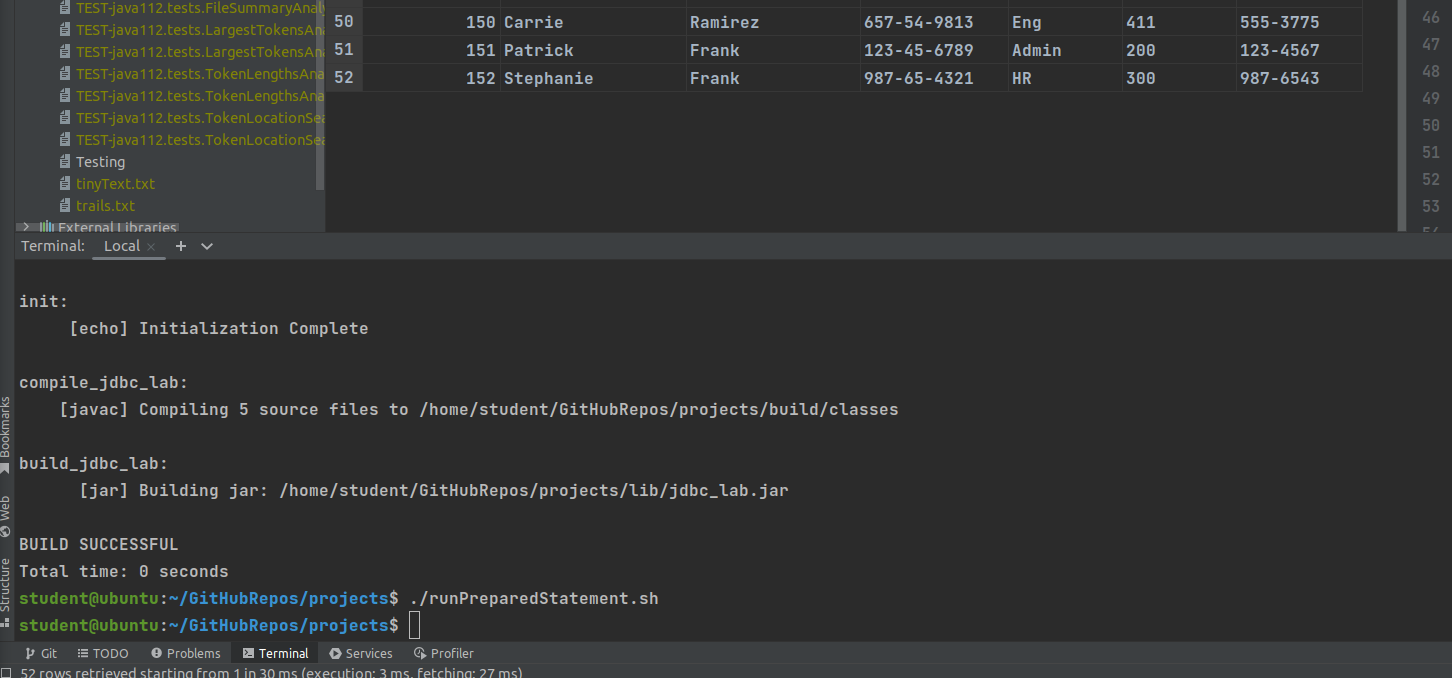 TEST-java112.tests.FileSummaryAnaly
TEST-java112.tests.LargestTokensAna
TEST-java112.tests.LargestTokensAna
TEST-java112.tests.TokenLengthsAna
TEST-java112.tests.TokenLengthsAna
TEST-java112.tests.TokenLocationSea
TEST-java112.tests.TokenLocationSea
Testing
tinyText.txt
trails.txt
External Libraries
50 150 Carrie Ramirez 657-54-9813 Eng 411 555-3775
51 151 Patrick Frank 123-45-6789 Admin 200 123-4567
52 152 Stephanie Frank 987-65-4321 HR 300 987-6543
46
47
48
49
50
51
52
53
Terminal: Local × +
init:
[echo] Initialization Complete
compile_jdbc_lab:
[javac] Compiling 5 source files to /home/student/GitHubRepos/projects/build/classes
build_jdbc_lab:
[jar] Building jar: /home/student/GitHubRepos/projects/lib/jdbc_lab.jar
BUILD SUCCESSFUL
Total time: 0 seconds
student@ubuntu:~/GitHubRepos/projects$ ./runPreparedStatement.sh
student@ubuntu:~/GitHubRepos/projects$
Bookmarks
Web
Structure
Git TODO Problems Terminal Services Profiler
52 rows retrieved starting from 1 in 30 ms (execution: 3 ms, fetching: 27 ms)